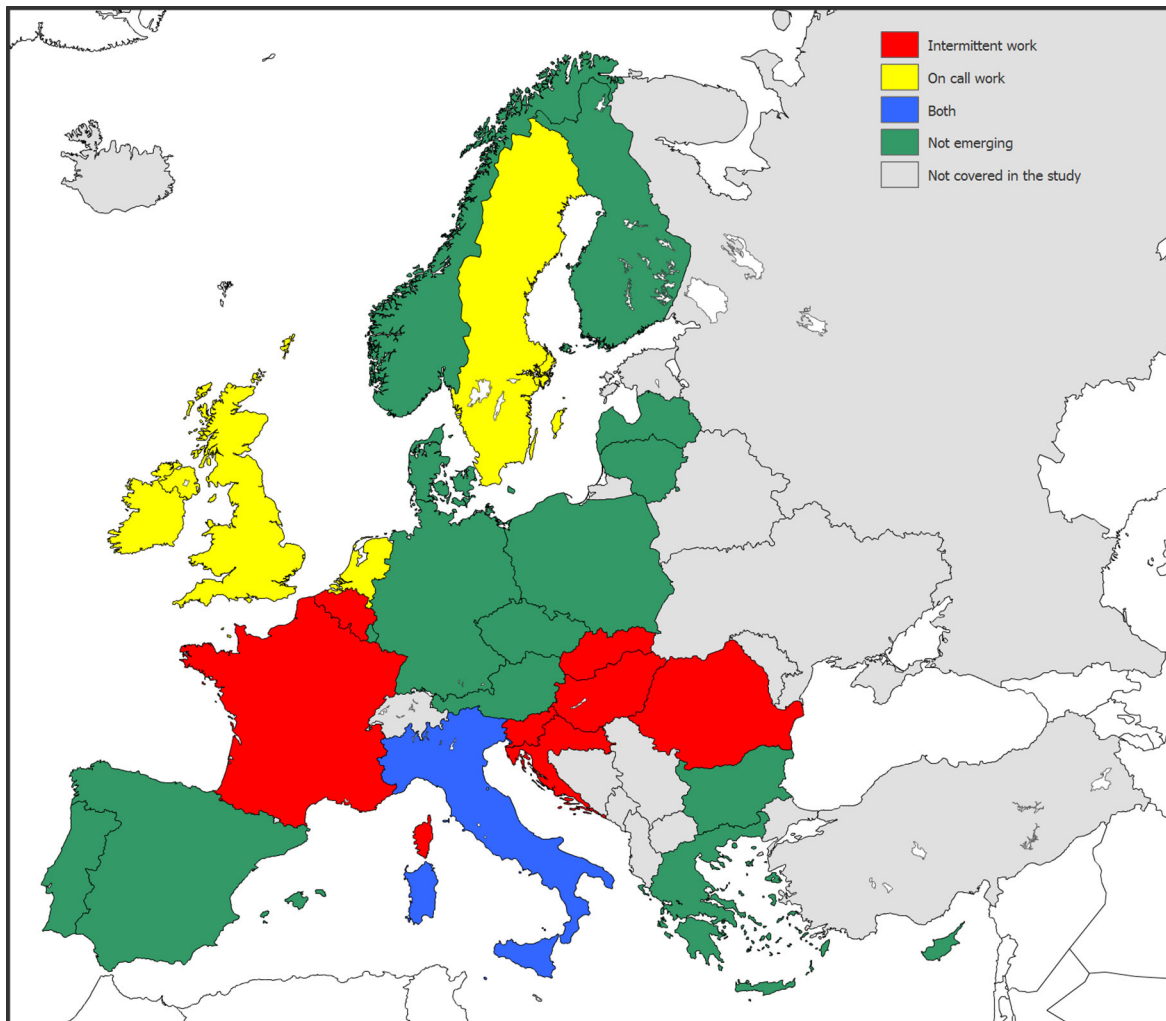 Intermittent work
On call work
Both
Not emerging
Not covered in the study